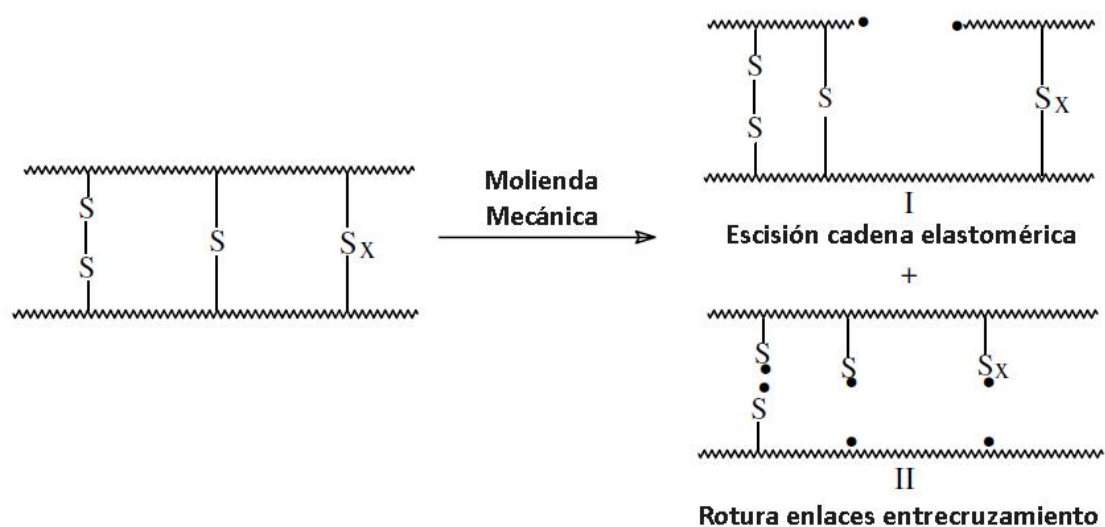 S
S
S
Sx
Molienda
Mecánica
S
S
S
Sx
I
Escisión cadena elastomérica
+
S
S
S
Sx
II
Rotura enlaces entrecruzamiento